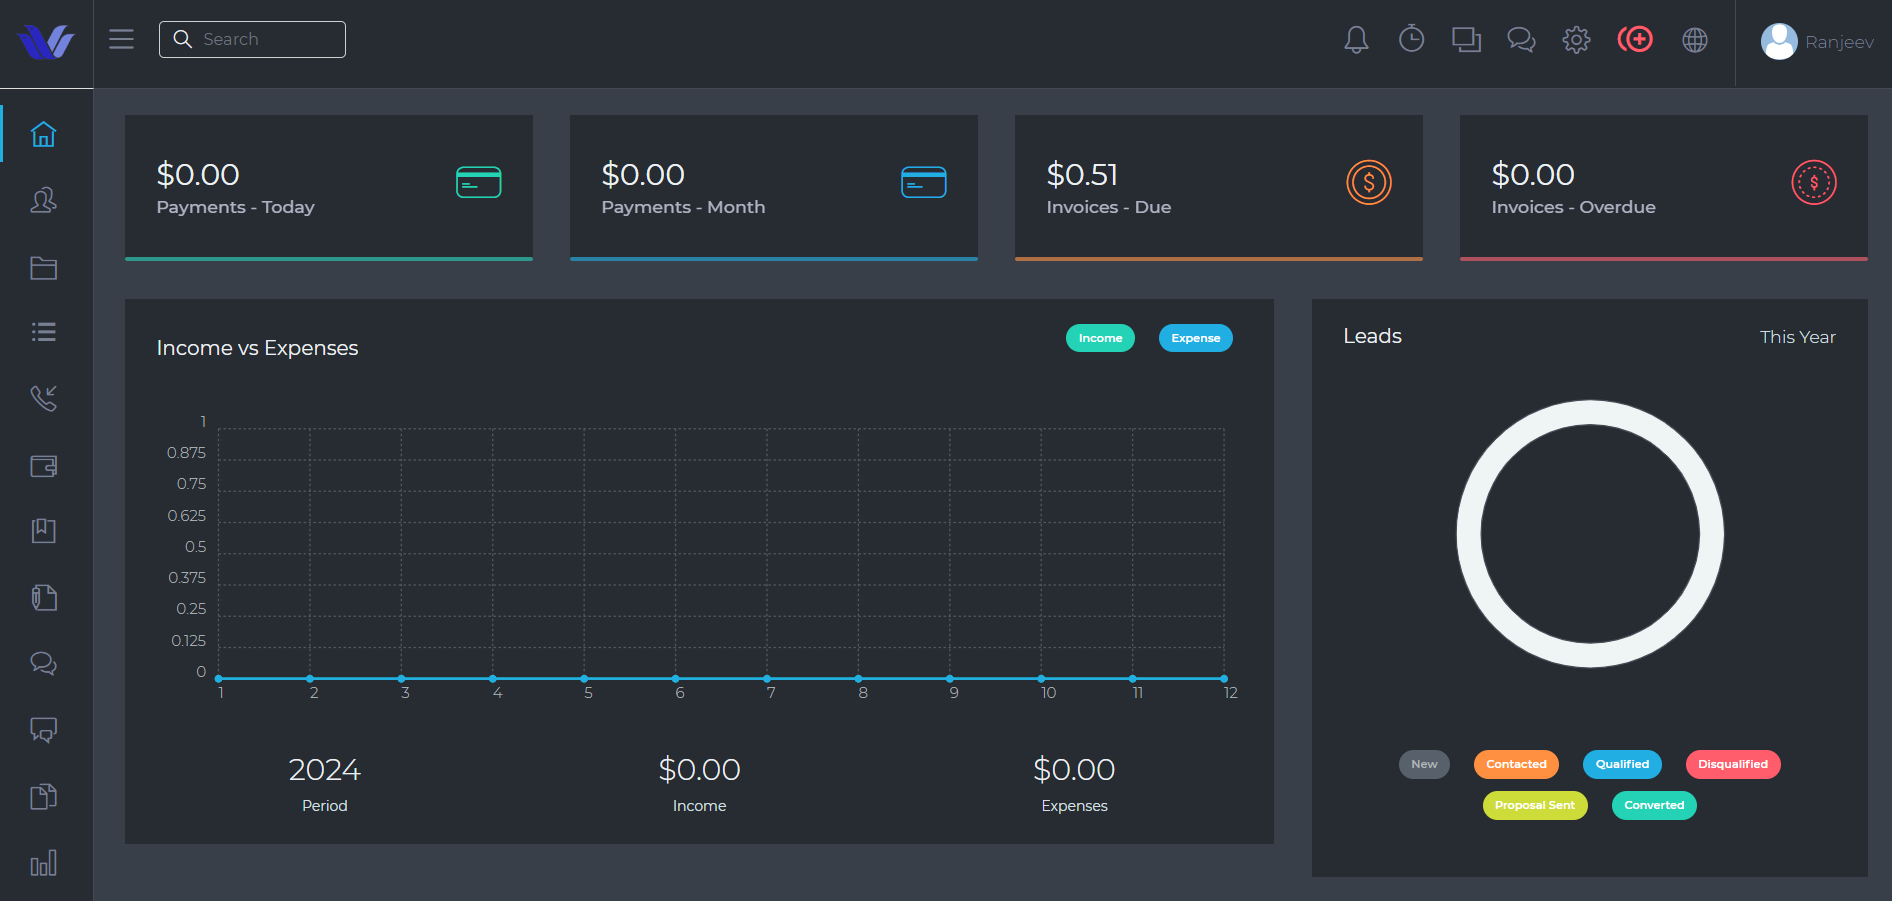 Search
Ranjeev
$0.00
Payments - Today
$0.00
Payments - Month
$0.51
Invoices - Due
$0.00
Invoices - Overdue
Income vs Expenses
Income
Expense
1
0.875
0.75
0.625
0.5
0.375
0.25
0.125
0
1 2 3 4 5 6 7 8 9 10 11 12
2024
Period
$0.00
Income
$0.00
Expenses
Leads
This Year
New Contacted Qualified Disqualified
Proposal Sent Converted